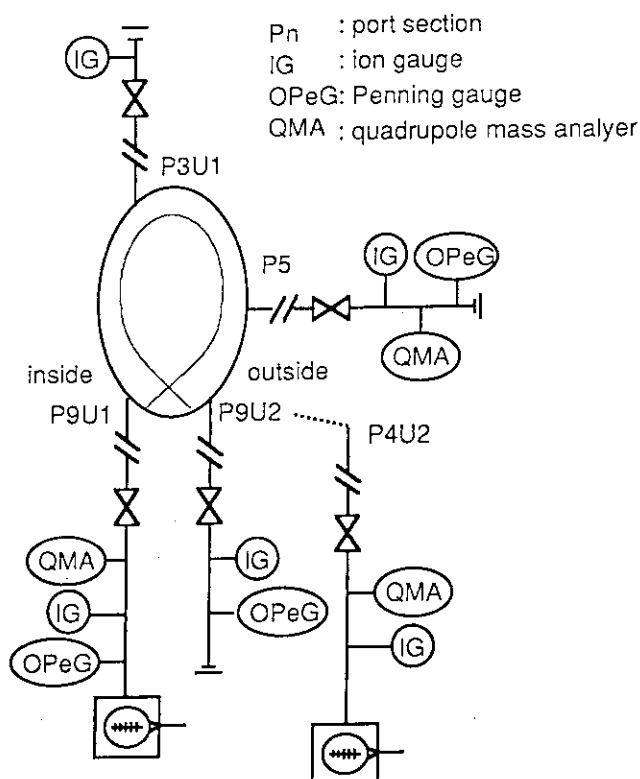 Pn : port section
IG : ion gauge
OPeG: Penning gauge
QMA : quadrupole mass analyer
IG
P3U1
P5
IG
OPeG
QMA
inside
outside
P9U1
P9U2
P4U2
QMA
IG
OPeG
IG
OPeG
QMA
IG